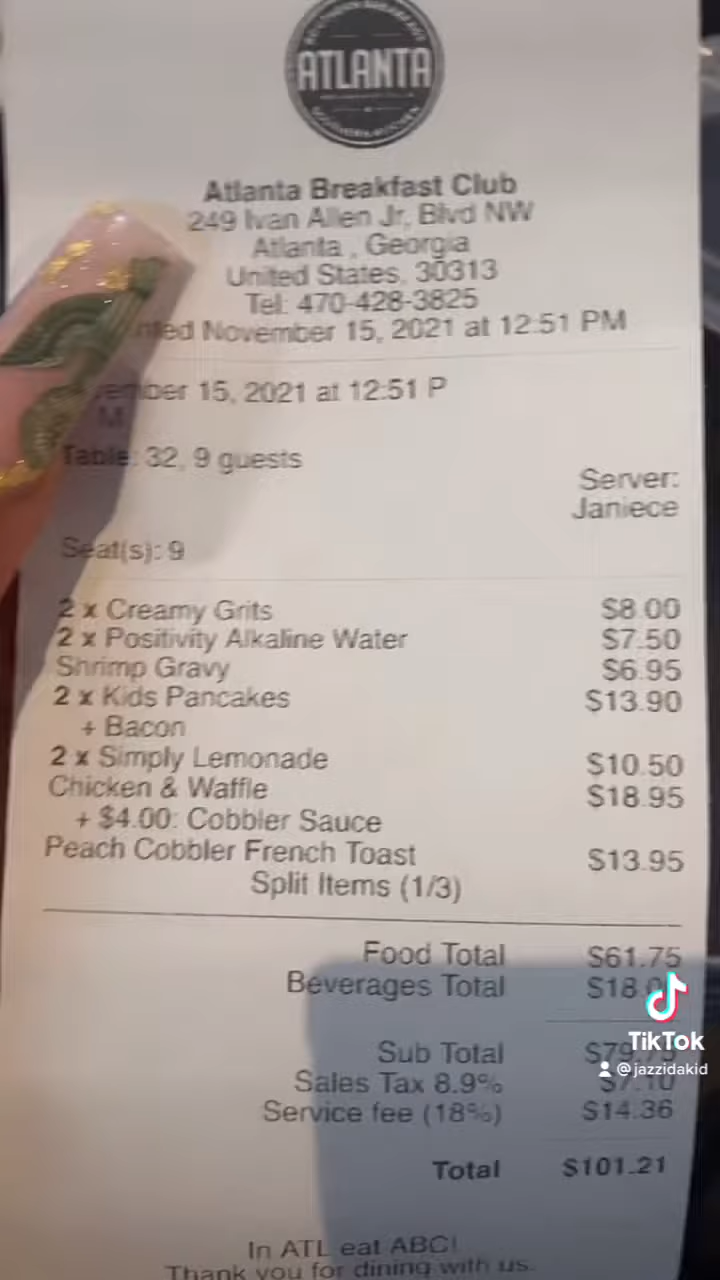 ATLANTA
Atlanta Breakfast Club
249 Ivan Allen Jr, Blvd NW
Atlanta , Georgia
United States, 30313
Tel: 470-428-3825
November 15, 2021 at 12:51 PM
15, 2021 at 12:51 P
M
Table: 32, 9 guests
Server:
Janiece
Seat(s): 9
2 x Creamy Grits $8.00
2 x Positivity Alkaline Water $7.50
Shrimp Gravy $6.95
2 x Kids Pancakes $13.90
+ Bacon
2 x Simply Lemonade $10.50
Chicken & Waffle $18.95
+ $4.00: Cobbler Sauce
Peach Cobbler French Toast $13.95
Split Items (1/3)
Food Total $61.75
Beverages Total
Sub Total
Sales Tax 8.9% $7.10
Service fee (18%) $14.36
Total $101.21
In ATL eat ABC!
Thank you for dining with us.
TikTok
@jazzidakid